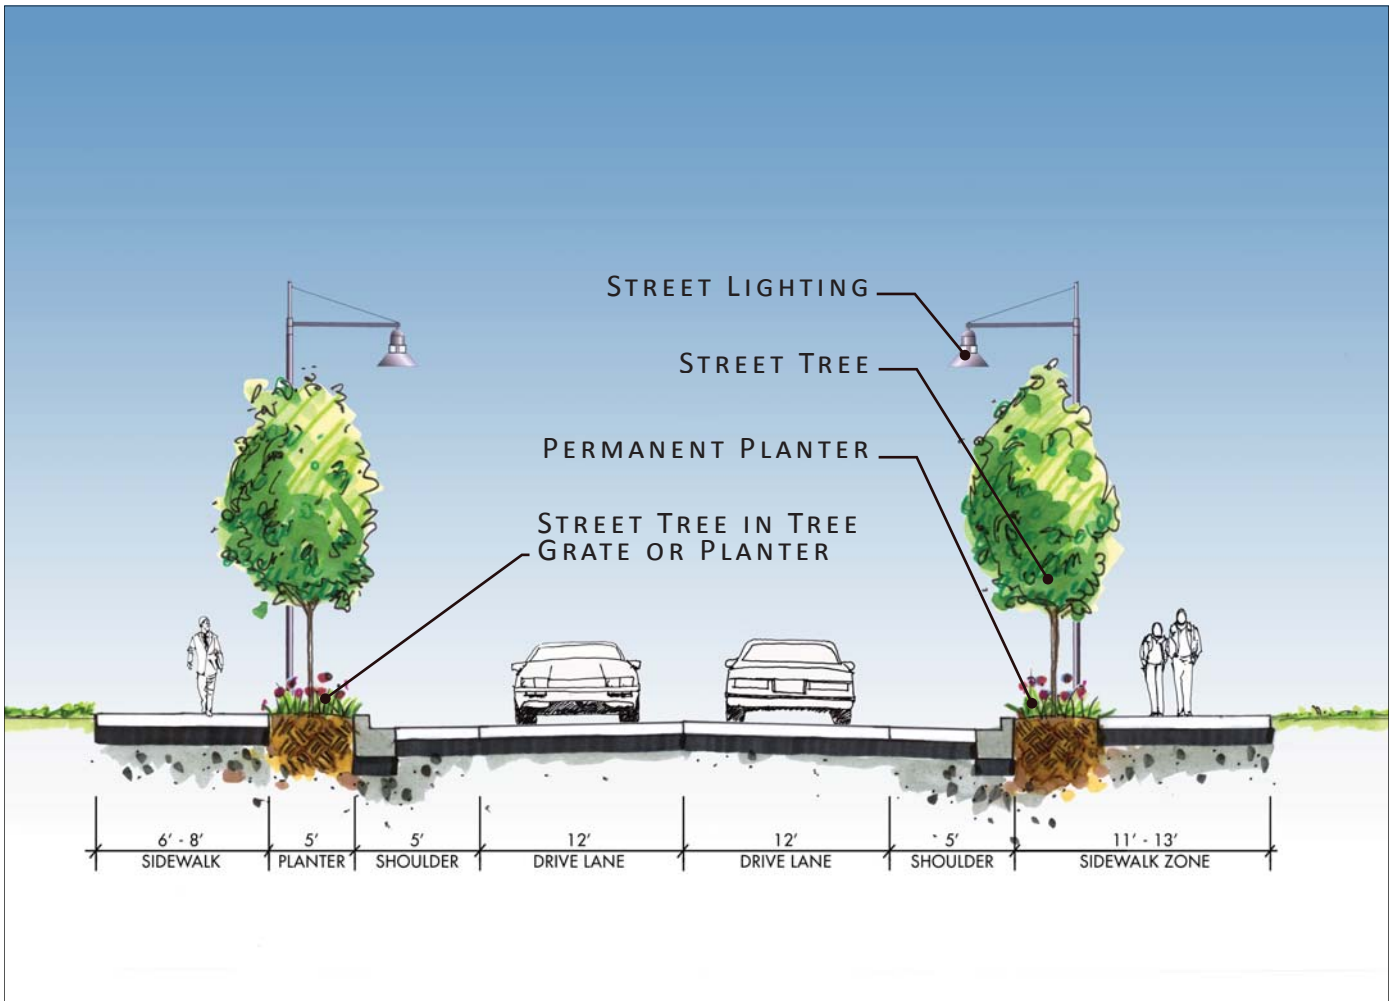 STREET LIGHTING
STREET TREE
PERMANENT PLANTER
STREET TREE IN TREE
GRATE OR PLANTER
6' - 8' 5' 5' 12' 12' 5' 11' - 13'
SIDEWALK PLANTER SHOULDER DRIVE LANE DRIVE LANE SHOULDER SIDEWALK ZONE